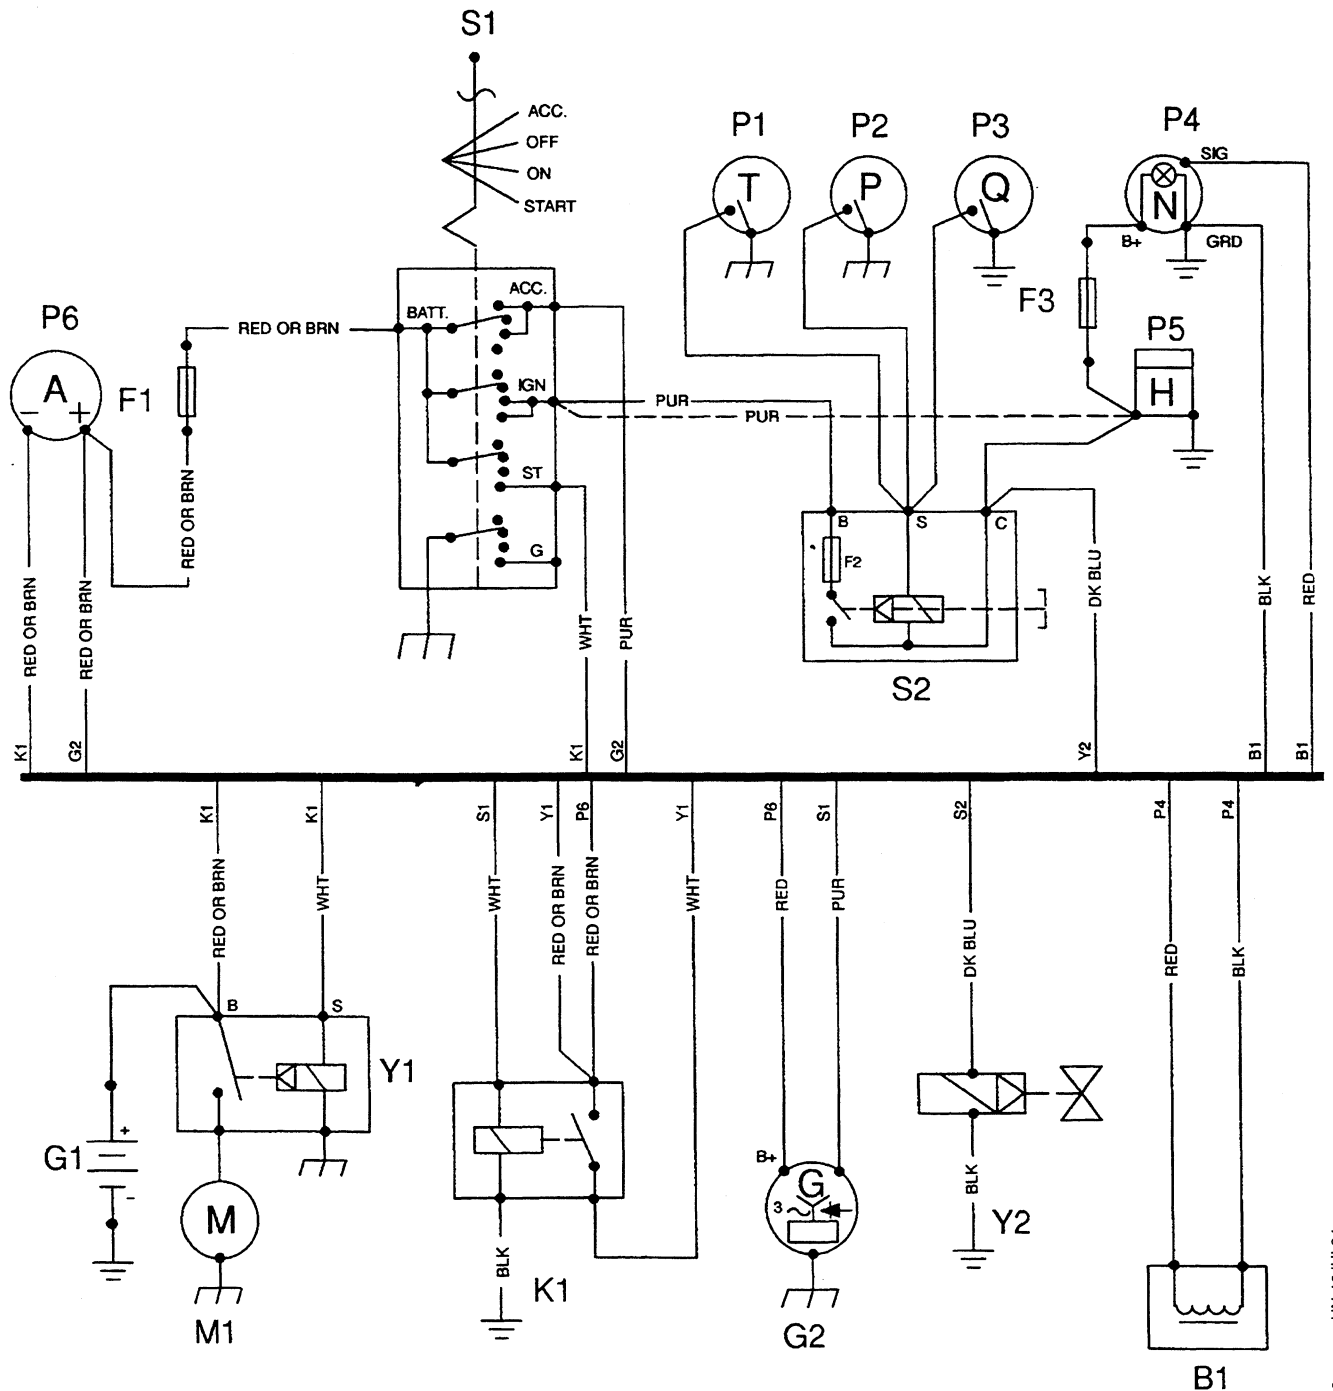 S1
ACC.
OFF
ON
START
P1
P2
P3
P4
SIG
T
P
Q
N
B+
GRD
F3
P5
H
P6
A
− +
F1
RED OR BRN
BATT.
ACC.
IGN
PUR
PUR
ST
G
B
S
C
F2
S2
RED OR BRN
RED OR BRN
RED OR BRN
WHT
PUR
DK BLU
BLK
RED
K1
G2
K1
G2
Y2
B1
B1
K1
K1
S1
Y1
P6
Y1
P6
S1
S2
P4
P4
RED OR BRN
WHT
WHT
RED OR BRN
RED OR BRN
WHT
RED
PUR
DK BLU
RED
BLK
B
S
Y1
+
G1
-
M
M1
BLK
K1
B+
G
3
G2
BLK
Y2
B1